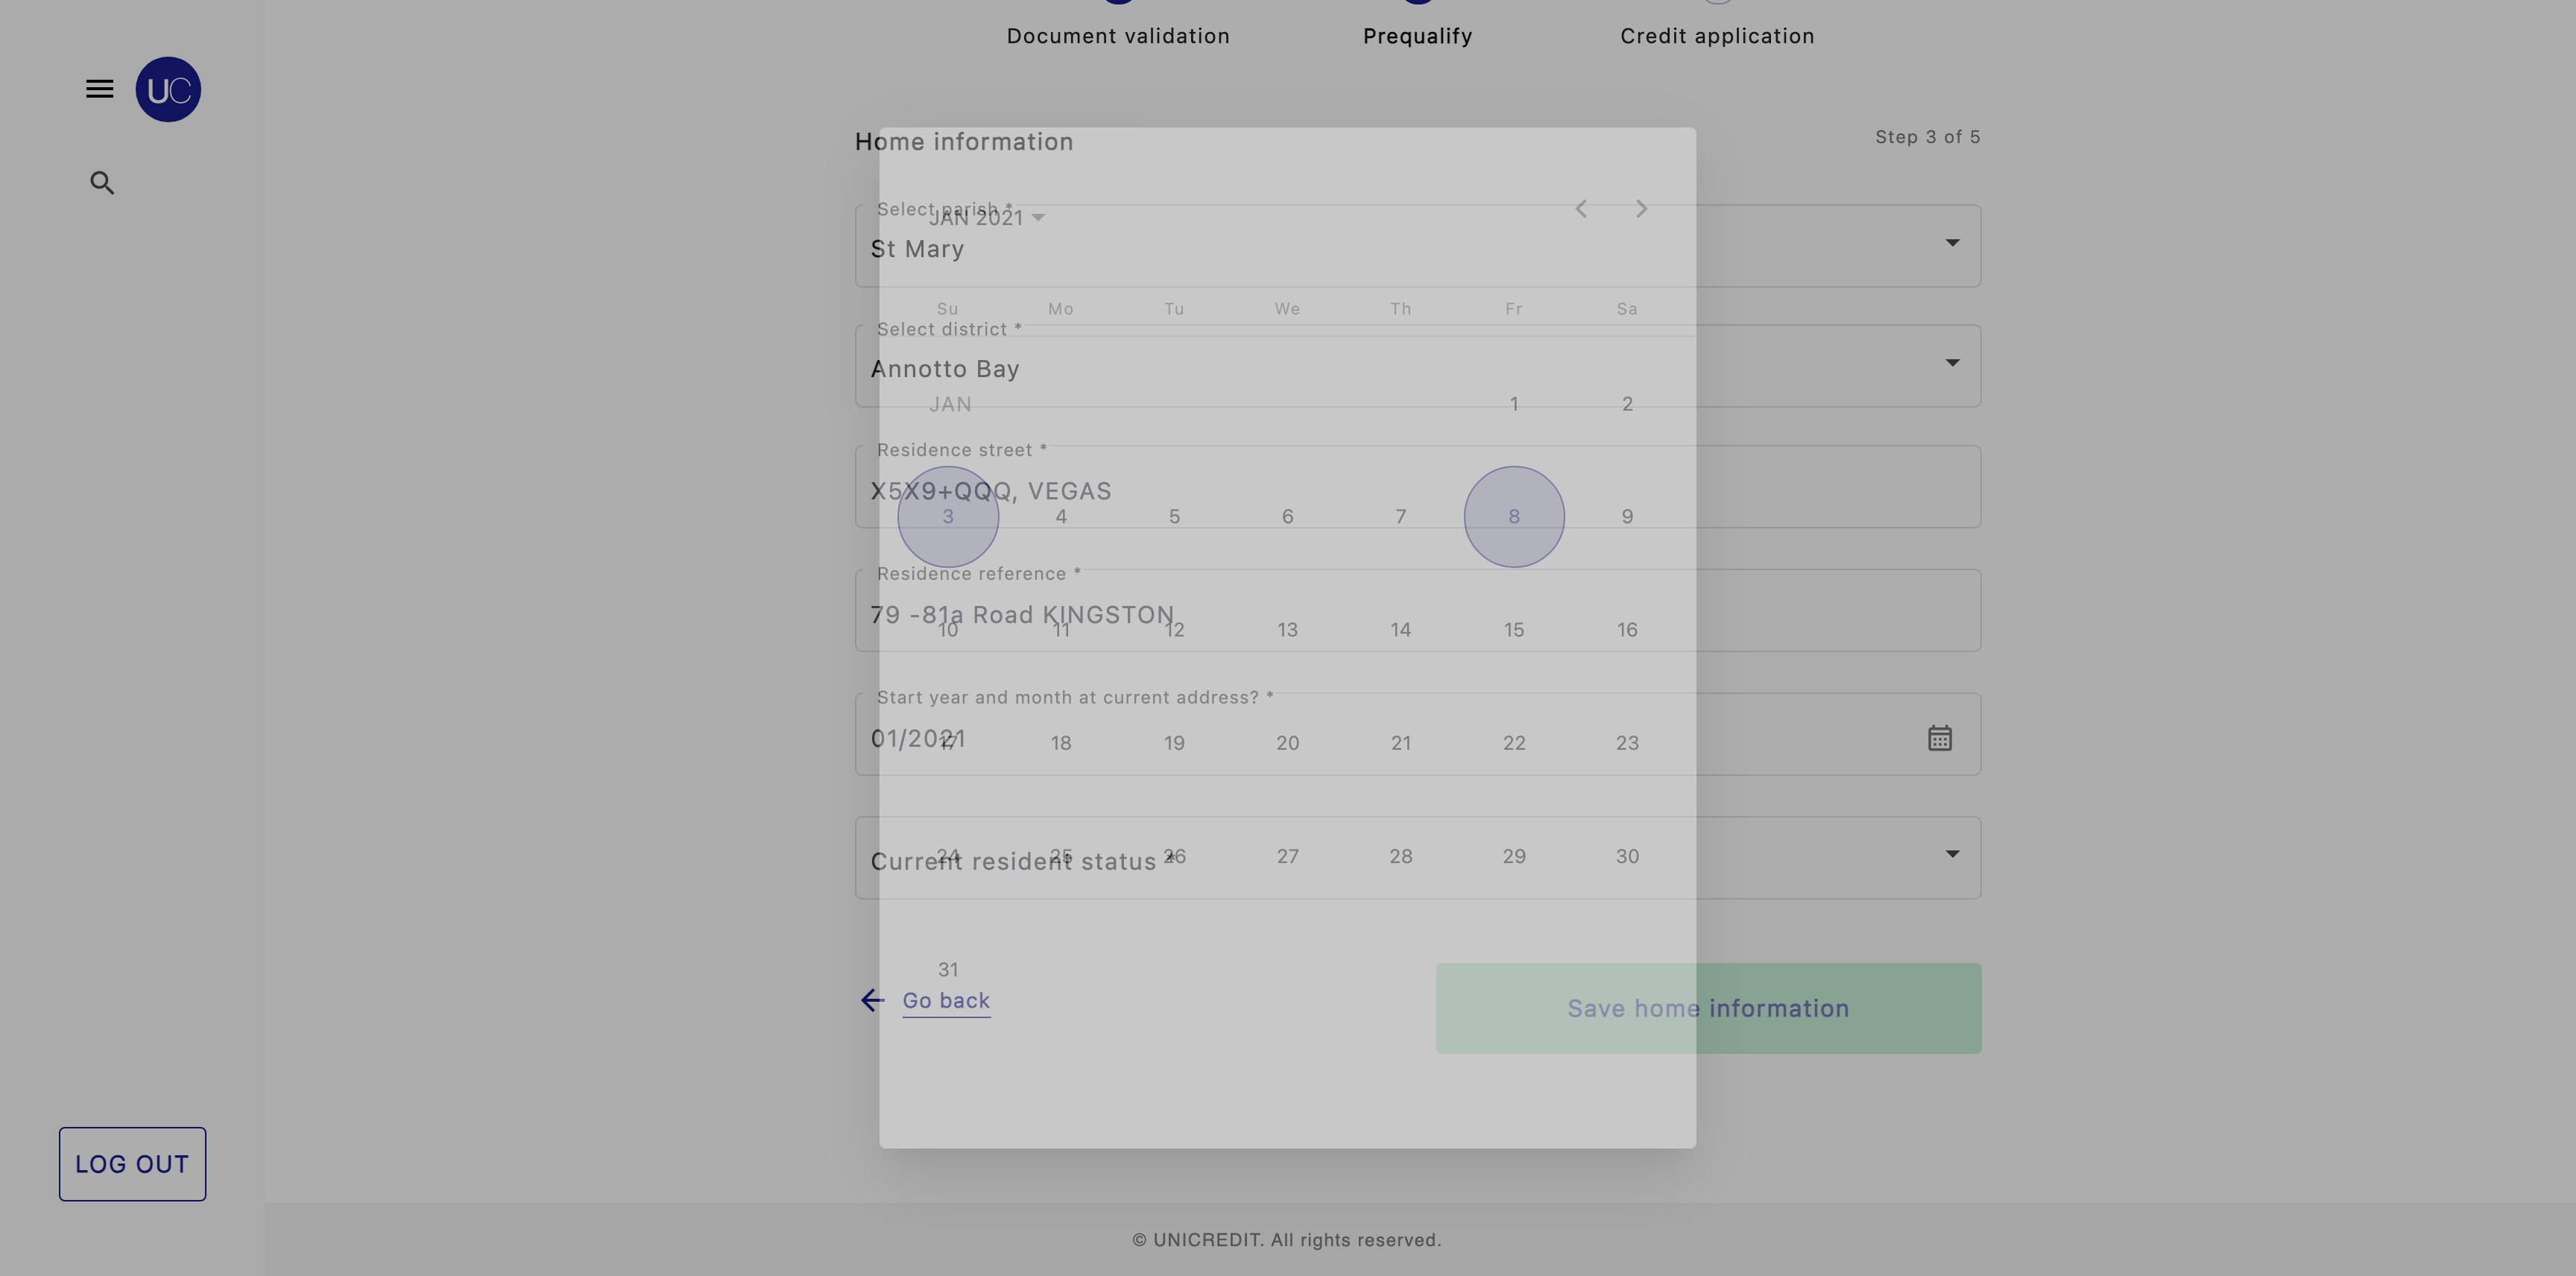 Document validation
Prequalify
Credit application
UC
Home information
Step 3 of 5
Select parish *
JAN 2021
St Mary
Su Mo Tu We Th Fr Sa
Select district *
Annotto Bay
JAN 1 2
Residence street *
X5X9+QQQ, VEGAS
3 4 5 6 7 8 9
Residence reference *
79 -81a Road KINGSTON
10 11 12 13 14 15 16
Start year and month at current address? *
01/2021
17 18 19 20 21 22 23
24 25 26 27 28 29 30
Current resident status *
31
Go back
Save home information
LOG OUT
© UNICREDIT. All rights reserved.